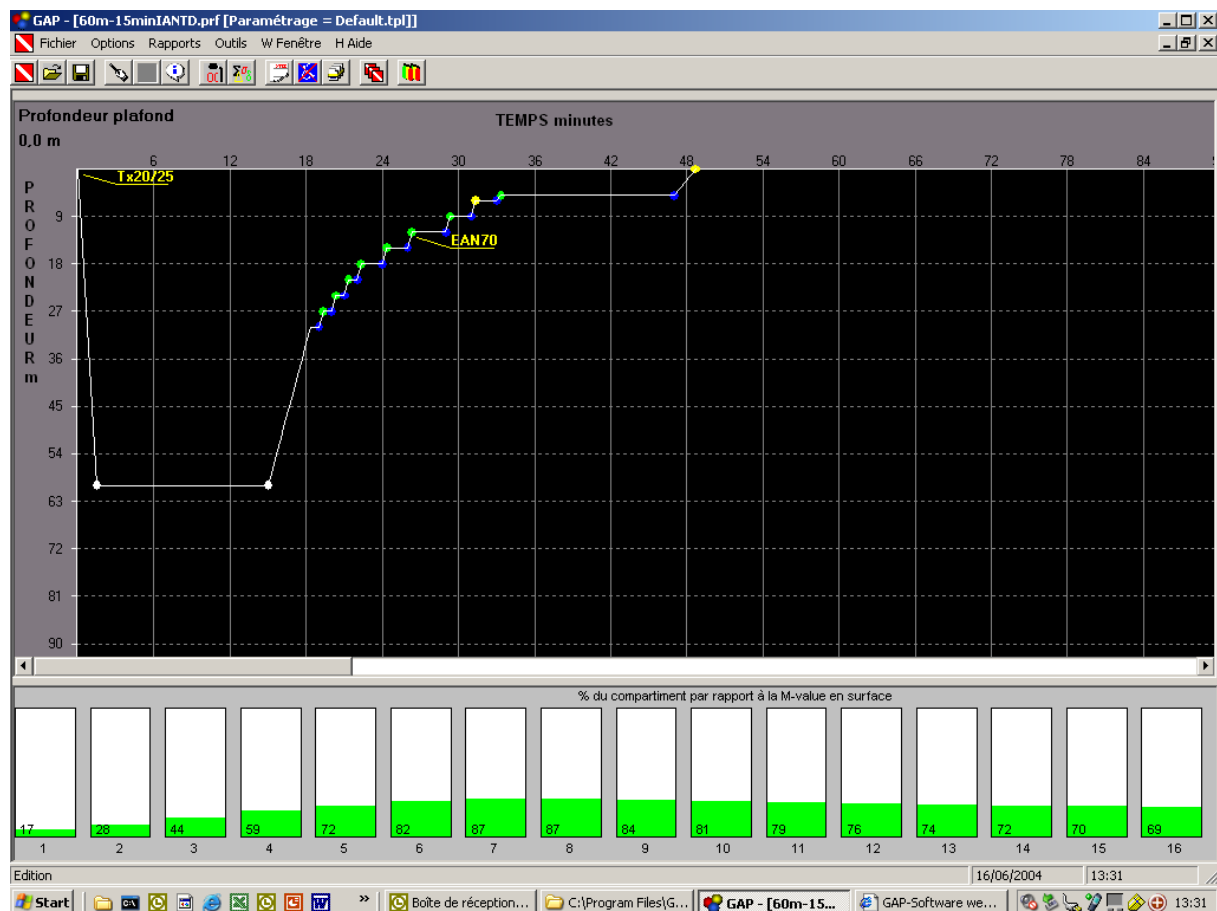 GAP - [60m-15minIANTD.prf [Paramétrage = Default.tpl]]
Fichier Options Rapports Outils W Fenêtre H Aide
Profondeur plafond
TEMPS minutes
0,0 m
6 12 18 24 30 36 42 48 54 60 66 72 78 84
Tx20/25
PROFONDEUR
m
9
EAN70
18
27
36
45
54
63
72
81
90
% du compartiment par rapport à la M-value en surface
17 28 44 59 72 82 87 87 84 81 79 76 74 72 70 69
1 2 3 4 5 6 7 8 9 10 11 12 13 14 15 16
Edition 16/06/2004 13:31
Start » Boîte de réception... C:\Program Files\G... GAP - [60m-15... GAP-Software we... 13:31